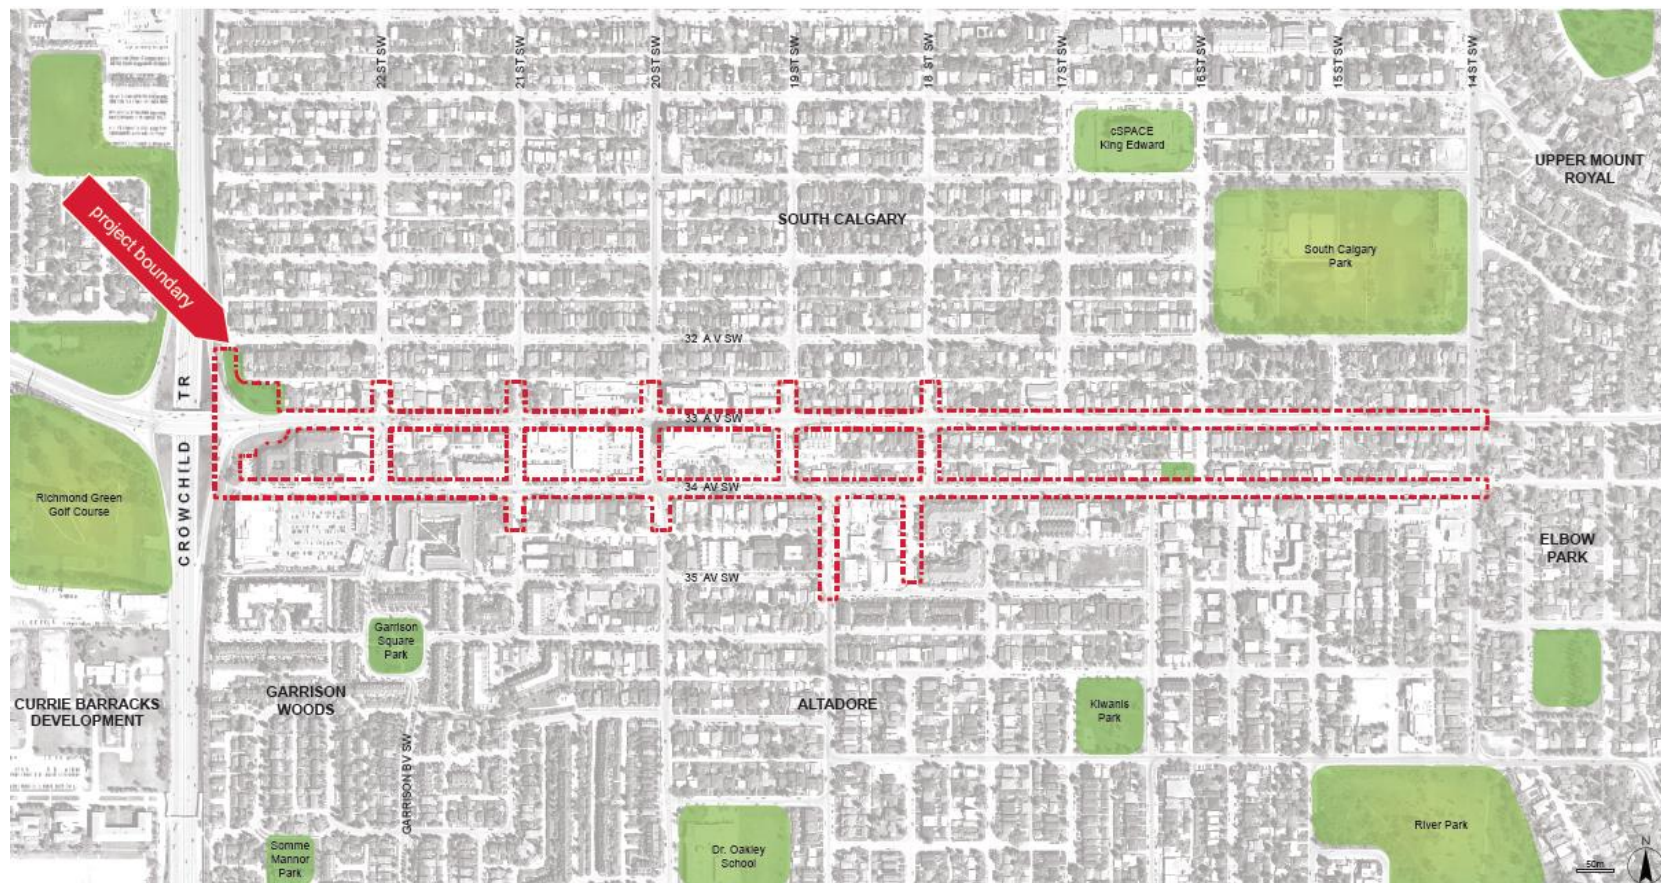 22 ST SW
21 ST SW
20 ST SW
19 ST SW
18 ST SW
17 ST SW
16 ST SW
15 ST SW
14 ST SW
cSPACE
King Edward
UPPER MOUNT
ROYAL
project boundary
SOUTH CALGARY
South Calgary
Park
32 AV SW
CROWCHILD TR
33 AV SW
34 AV SW
Richmond Green
Golf Course
ELBOW
PARK
35 AV SW
Garrison
Square
Park
CURRIE BARRACKS
DEVELOPMENT
GARRISON
WOODS
ALTADORE
Kiwanis
Park
GARRISON BV SW
Somme
Mannor
Park
Dr. Oakley
School
River Park
50m
N